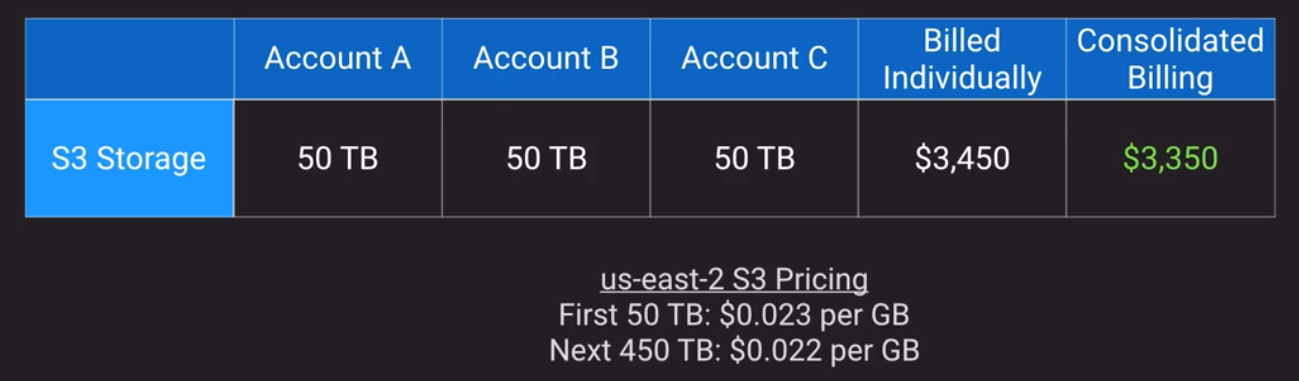 Account A
Account B
Account C
Billed
Individually
Consolidated
Billing
S3 Storage
50 TB
50 TB
50 TB
$3,450
$3,350
us-east-2 S3 Pricing
First 50 TB: $0.023 per GB
Next 450 TB: $0.022 per GB